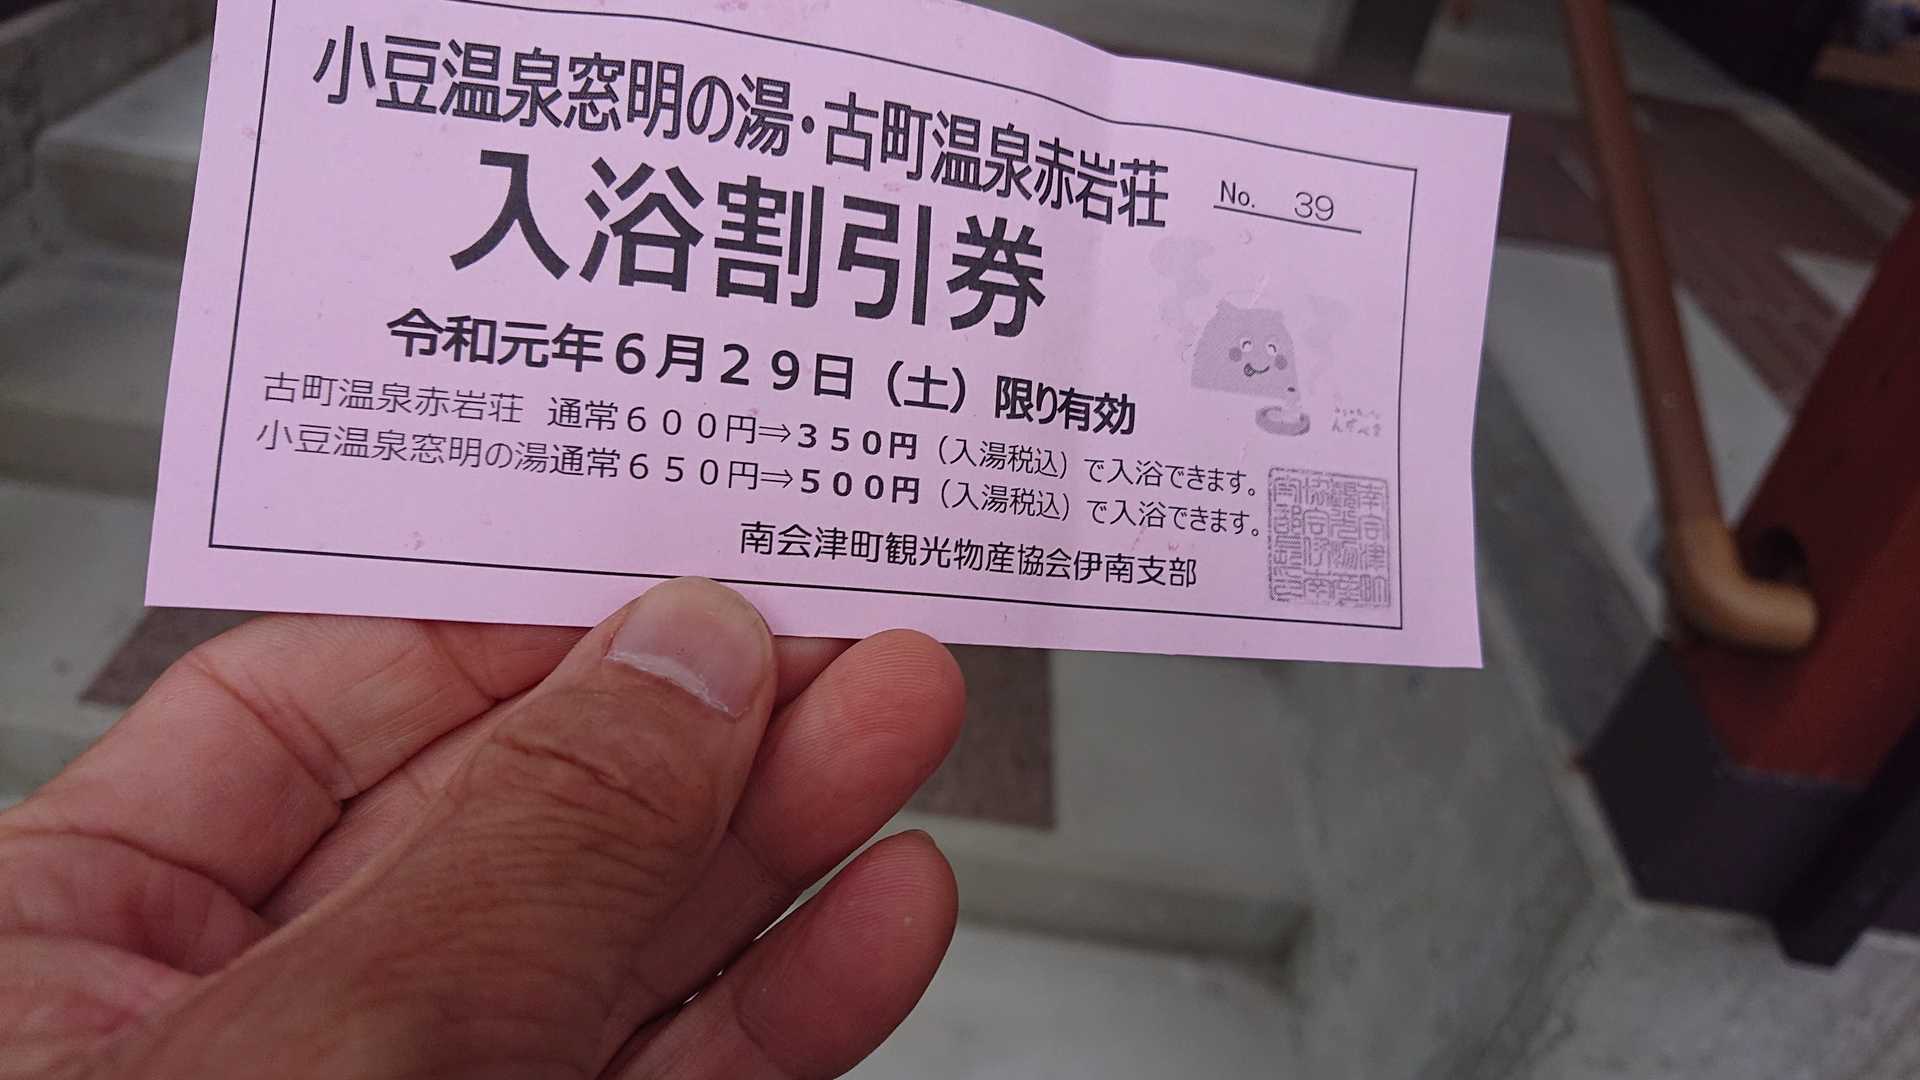 小豆温泉窓明の湯・古町温泉赤岩荘
No. 39
入浴割引券
令和元年６月２９日（土）限り有効
古町温泉赤岩荘 通常６００円⇒３５０円（入湯税込）で入浴できます。
小豆温泉窓明の湯通常６５０円⇒５００円（入湯税込）で入浴できます。
南会津町観光物産協会伊南支部